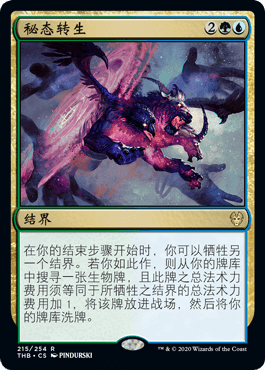 秘态转生 2
结界
在你的结束步骤开始时，你可以牺牲另
一个结界。若你如此作，则从你的牌库
中搜寻一张生物牌，且此牌之总法术力
费用须等同于所牺牲之结界的总法术力
费用加1，将该牌放进战场，然后将你
的牌库洗牌。
215/254 R
THB • CS PINDURSKI
™ & © 2020 Wizards of the Coast